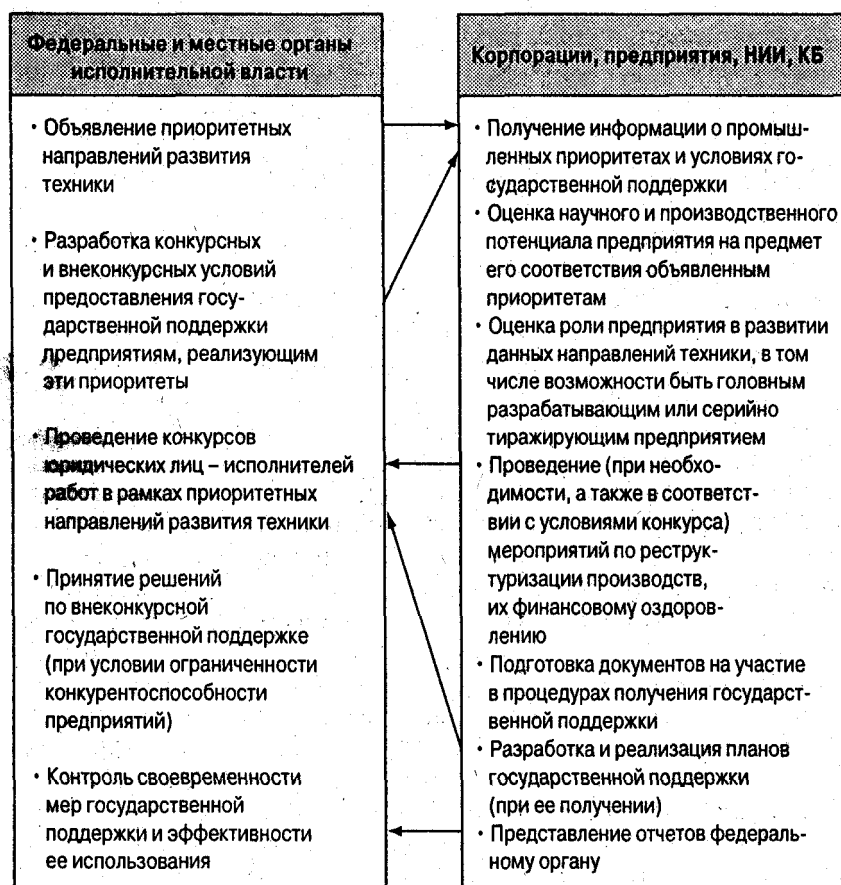 Федеральные и местные органы
исполнительной власти
• Объявление приоритетных
направлений развития
техники
• Разработка конкурсных
и внеконкурсных условий
предоставления госу-
дарственной поддержки
предприятиям, реализующим
эти приоритеты
• Проведение конкурсов
юридических лиц – исполнителей
работ в рамках приоритетных
направлений развития техники
• Принятие решений
по внеконкурсной
государственной поддержке
(при условии ограниченности
конкурентоспособности
предприятий)
• Контроль своевременности
мер государственной
поддержки и эффективности
ее использования
Корпорации, предприятия, НИИ, КБ
• Получение информации о промыш-
ленных приоритетах и условиях го-
сударственной поддержки
• Оценка научного и производственного
потенциала предприятия на предмет
его соответствия объявленным
приоритетам
• Оценка роли предприятия в развитии
данных направлений техники, в том
числе возможности быть головным
разрабатывающим или серийно
тиражирующим предприятием
• Проведение (при необхо-
димости, а также в соответст-
вии с условиями конкурса)
мероприятий по реструк-
туризации производств,
их финансовому оздоров-
лению
• Подготовка документов на участие
в процедурах получения государст-
венной поддержки
• Разработка и реализация планов
государственной поддержки
(при ее получении)
• Представление отчетов федераль-
ному органу